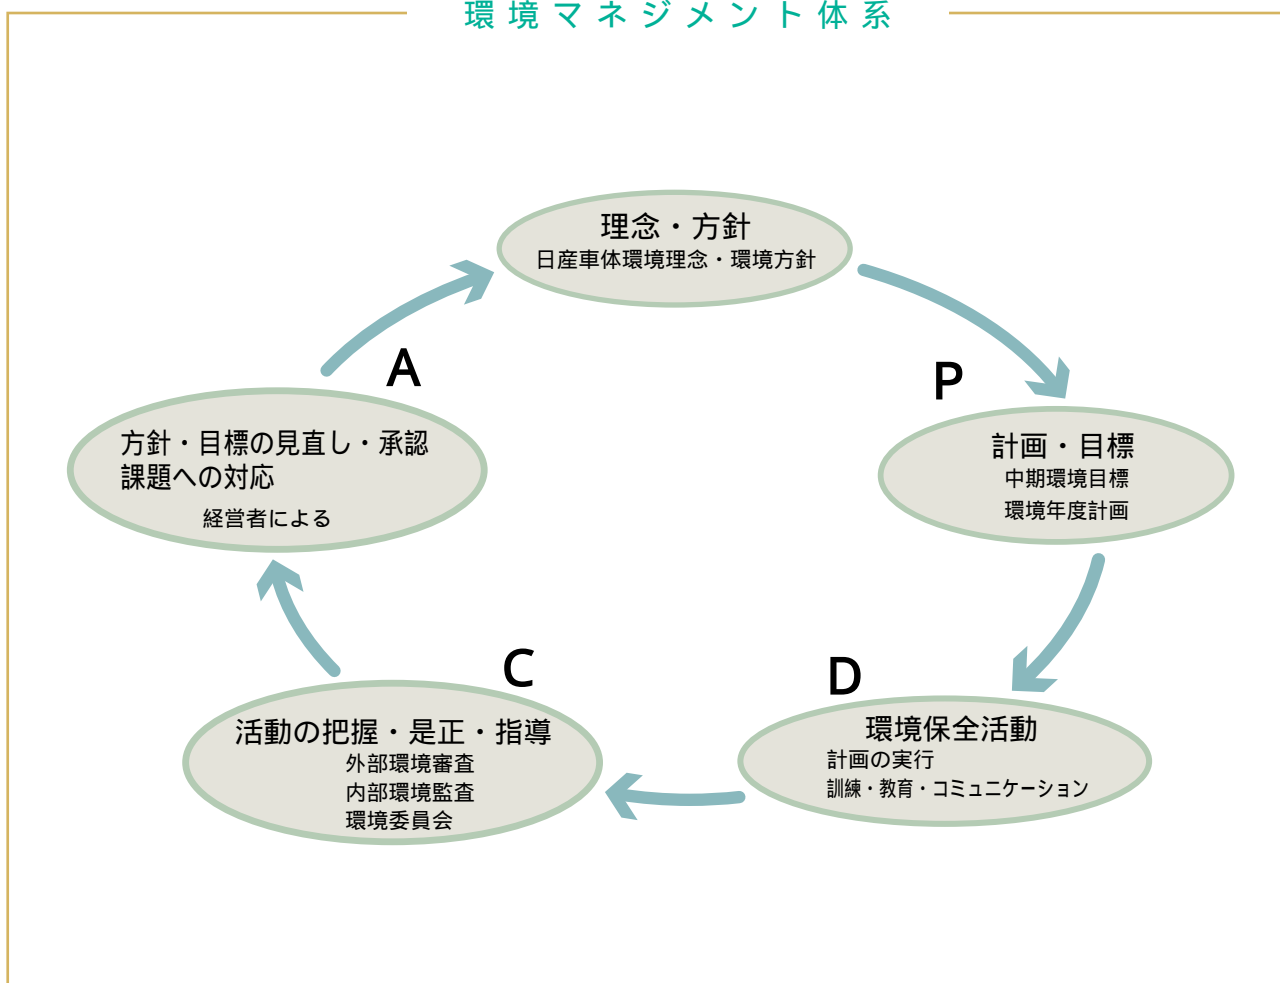 環境マネジメント体系
理念・方針
日産車体環境理念・環境方針
A
P
方針・目標の見直し・承認
課題への対応
経営者による
計画・目標
中期環境目標
環境年度計画
C
D
活動の把握・是正・指導
外部環境審査
内部環境監査
環境委員会
環境保全活動
計画の実行
訓練・教育・コミュニケーション